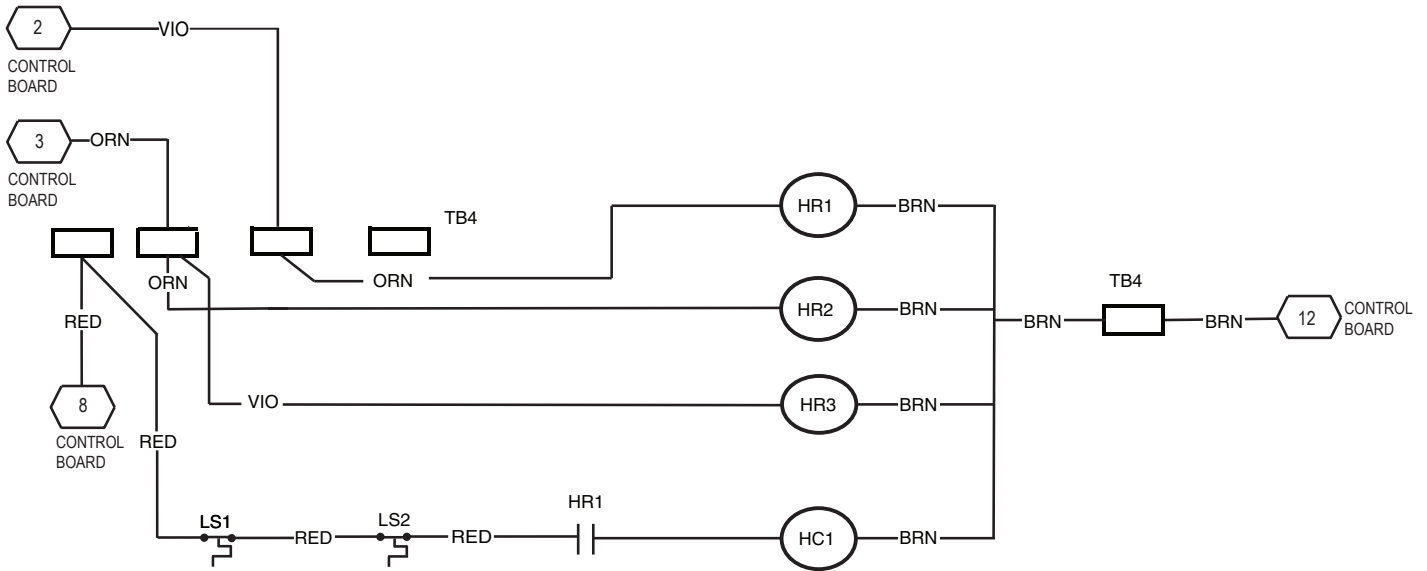 2
VIO
CONTROL
BOARD
3
ORN
CONTROL
BOARD
TB4
HR1
BRN
ORN
ORN
TB4
HR2
BRN
BRN
BRN
12
CONTROL
BOARD
RED
8
CONTROL
BOARD
VIO
HR3
BRN
RED
HR1
LS1
RED
LS2
RED
HC1
BRN